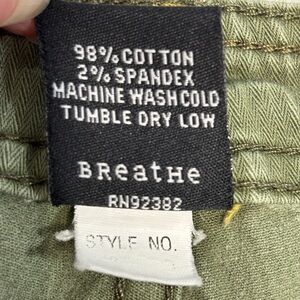 98% COTTON
2% SPANDEX
MACHINE WASH COLD
TUMBLE DRY LOW
BReatHe
RN92382
STYLE NO.